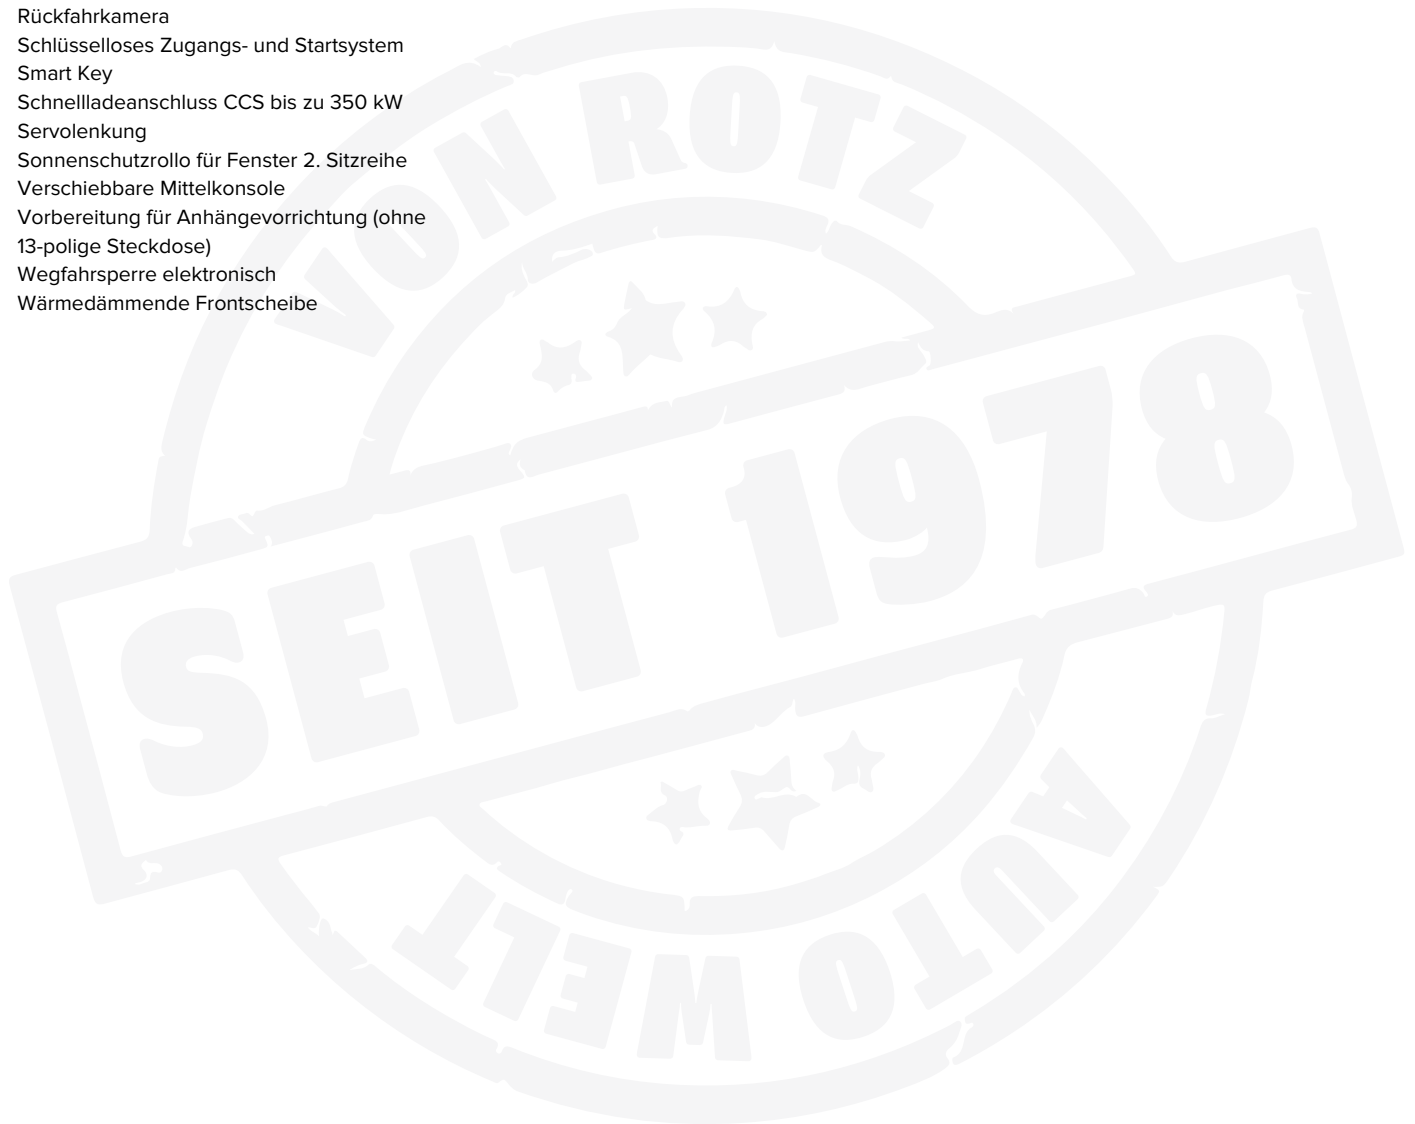 Rückfahrkamera
Schlüsselloses Zugangs- und Startsystem
Smart Key
Schnellladeanschluss CCS bis zu 350 kW
Servolenkung
Sonnenschutzrollo für Fenster 2. Sitzreihe
Verschiebbare Mittelkonsole
Vorbereitung für Anhängevorrichtung (ohne
13-polige Steckdose)
Wegfahrsperre elektronisch
Wärmedämmende Frontscheibe
VON ROTZ
SEIT 1978
AUTO WELT